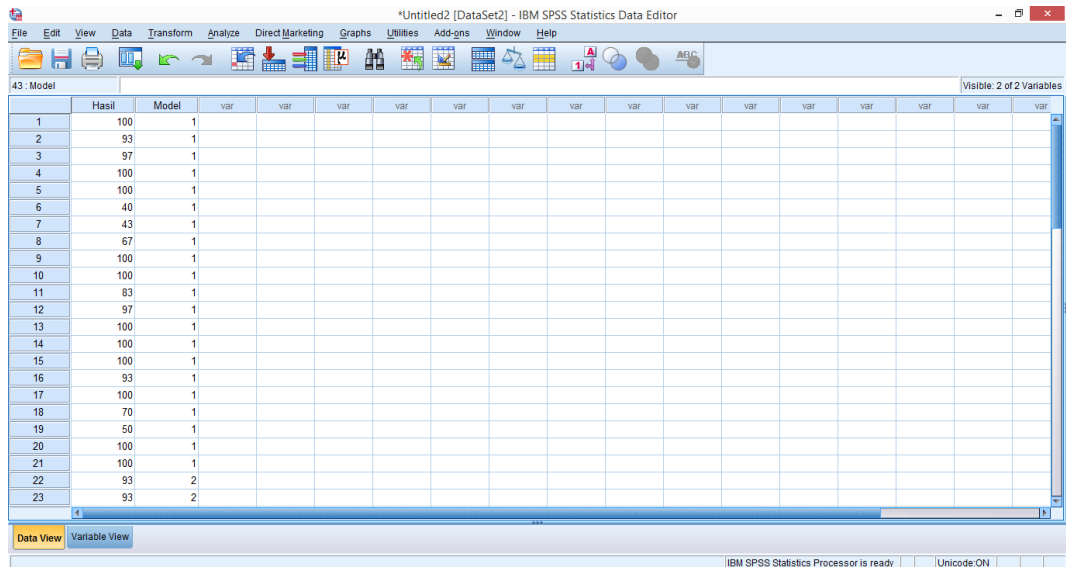 *Untitled2 [DataSet2] - IBM SPSS Statistics Data Editor
File Edit View Data Transform Analyze Direct Marketing Graphs Utilities Add-ons Window Help
43 : Model Visible: 2 of 2 Variables
Hasil Model var var var var var var var var var var var var var var
1 100 1
2 93 1
3 97 1
4 100 1
5 100 1
6 40 1
7 43 1
8 67 1
9 100 1
10 100 1
11 83 1
12 97 1
13 100 1
14 100 1
15 100 1
16 93 1
17 100 1
18 70 1
19 50 1
20 100 1
21 100 1
22 93 2
23 93 2
Data View Variable View
IBM SPSS Statistics Processor is ready Unicode:ON